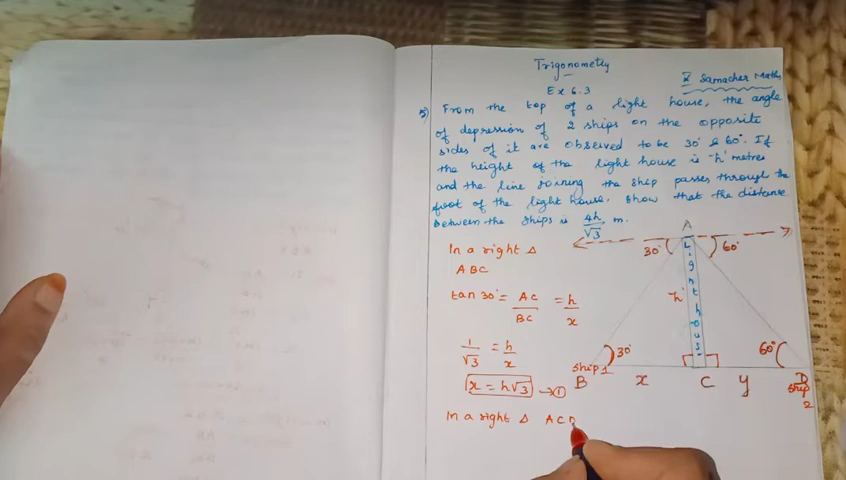 Trigonometry
X Samacheer Maths
Ex 6.3
5) From the top of a light house, the angle
of depression of 2 ships on the opposite
sides of it are observed to be 30° & 60°. If
the height of the light house is 'h' metres
and the line joining the ship passes through the
foot of the light house. Show that the distance
between the ships is 4h/√3 m.
In a right Δ
ABC
tan 30° = AC/BC = h/x
1/√3 = h/x
x = h√3 → ①
In a right Δ AC
A
30° 60°
Light house
h
30° 60°
Ship 1
B x C y D
Ship 2